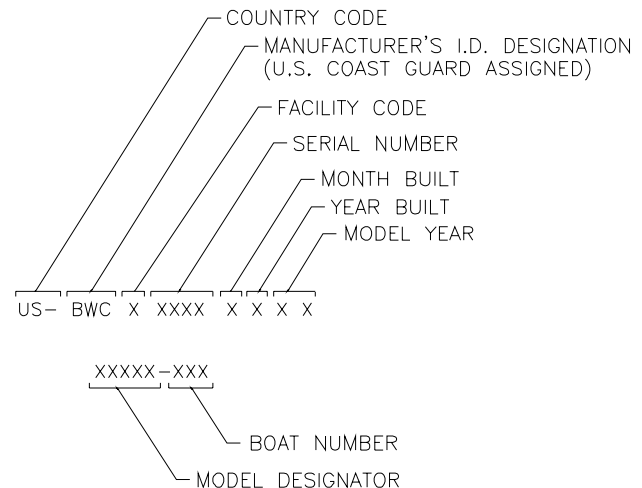 COUNTRY CODE
MANUFACTURER'S I.D. DESIGNATION
(U.S. COAST GUARD ASSIGNED)
FACILITY CODE
SERIAL NUMBER
MONTH BUILT
YEAR BUILT
MODEL YEAR
US- BWC X XXXX X X X X
XXXXX-XXX
BOAT NUMBER
MODEL DESIGNATOR